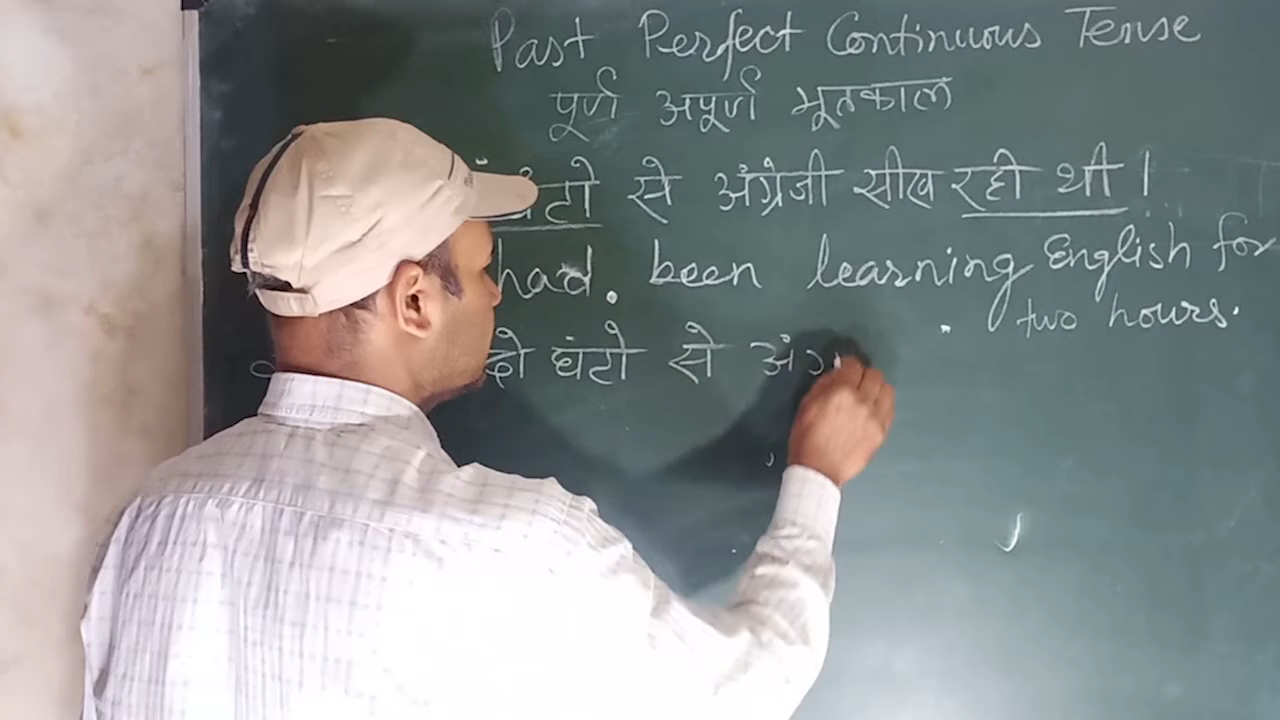 Past Perfect Continuous Tense
पूर्ण अपूर्ण भूतकाल
घंटो से अंग्रेजी सीख रही थी।
had been learning English for
two hours.
दो घंटो से